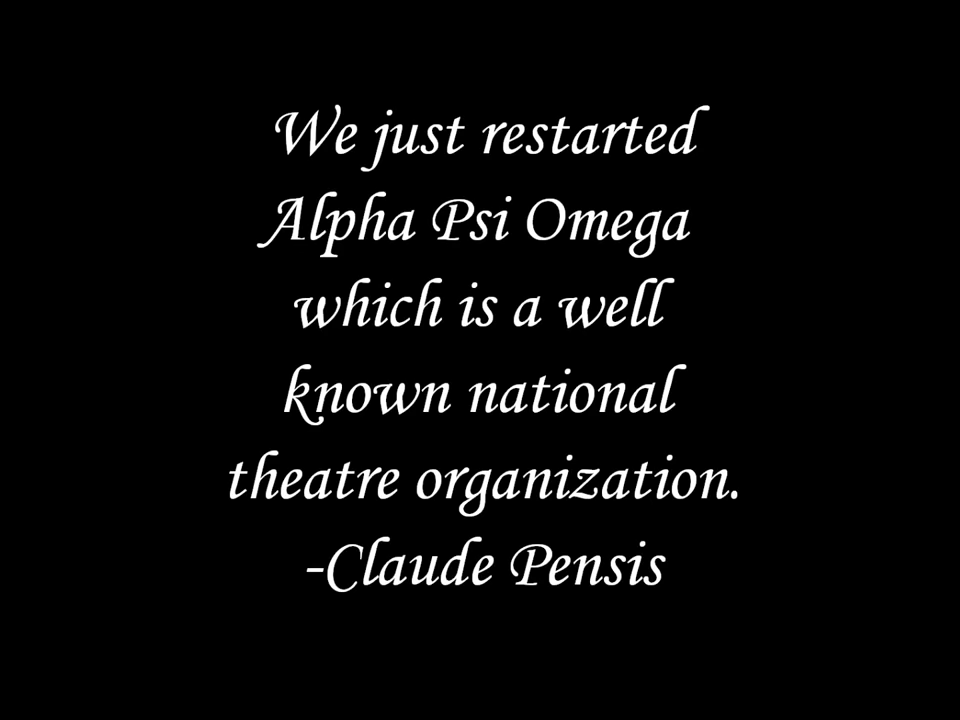 We just restarted
Alpha Psi Omega
which is a well
known national
theatre organization.
-Claude Pensis